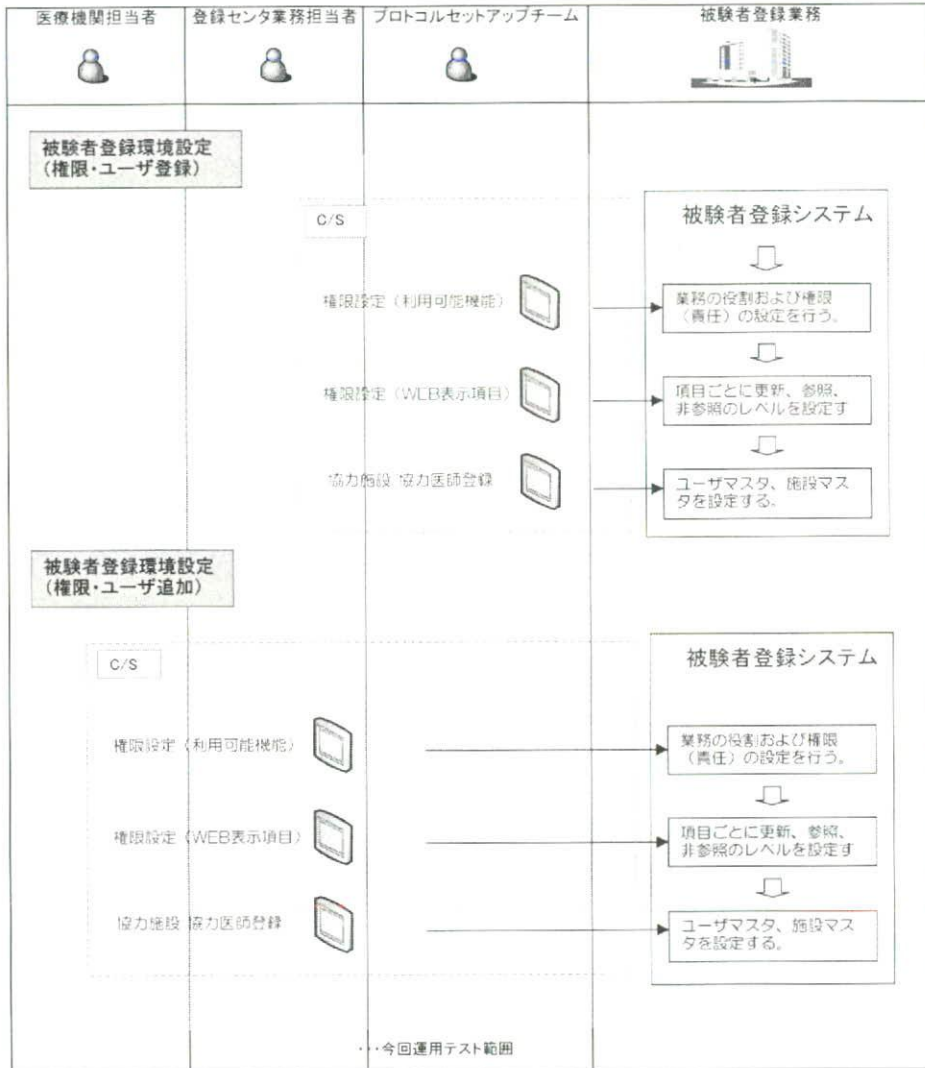 医療機関担当者
登録センタ業務担当者
プロトコルセットアップチーム
被験者登録業務
被験者登録環境設定
(権限・ユーザ登録)
C/S
被験者登録システム
権限設定(利用可能機能)
業務の役割および権限
(責任)の設定を行う。
権限設定(WEB表示項目)
項目ごとに更新、参照、
非参照のレベルを設定す
協力施設 協力医師登録
ユーザマスタ、施設マス
タを設定する。
被験者登録環境設定
(権限・ユーザ追加)
C/S
被験者登録システム
権限設定(利用可能機能)
業務の役割および権限
(責任)の設定を行う。
権限設定(WEB表示項目)
項目ごとに更新、参照、
非参照のレベルを設定す
協力施設 協力医師登録
ユーザマスタ、施設マス
タを設定する。
・・・今回運用テスト範囲